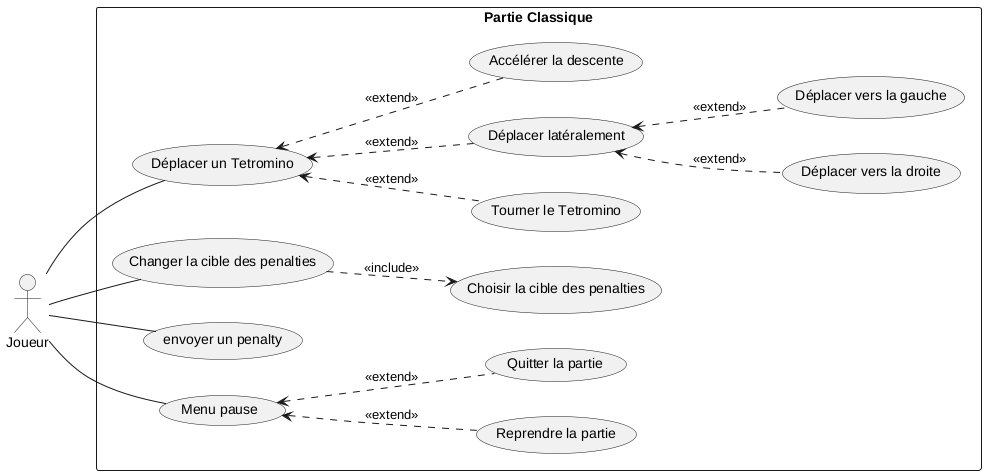 Partie Classique
Accélérer la descente
«extend»
Déplacer vers la gauche
«extend»
Déplacer latéralement
«extend»
Déplacer un Tetromino
«extend»
Déplacer vers la droite
«extend»
Tourner le Tetromino
Changer la cible des penalties
«include»
Choisir la cible des penalties
Joueur
envoyer un penalty
Quitter la partie
«extend»
Menu pause
«extend»
Reprendre la partie